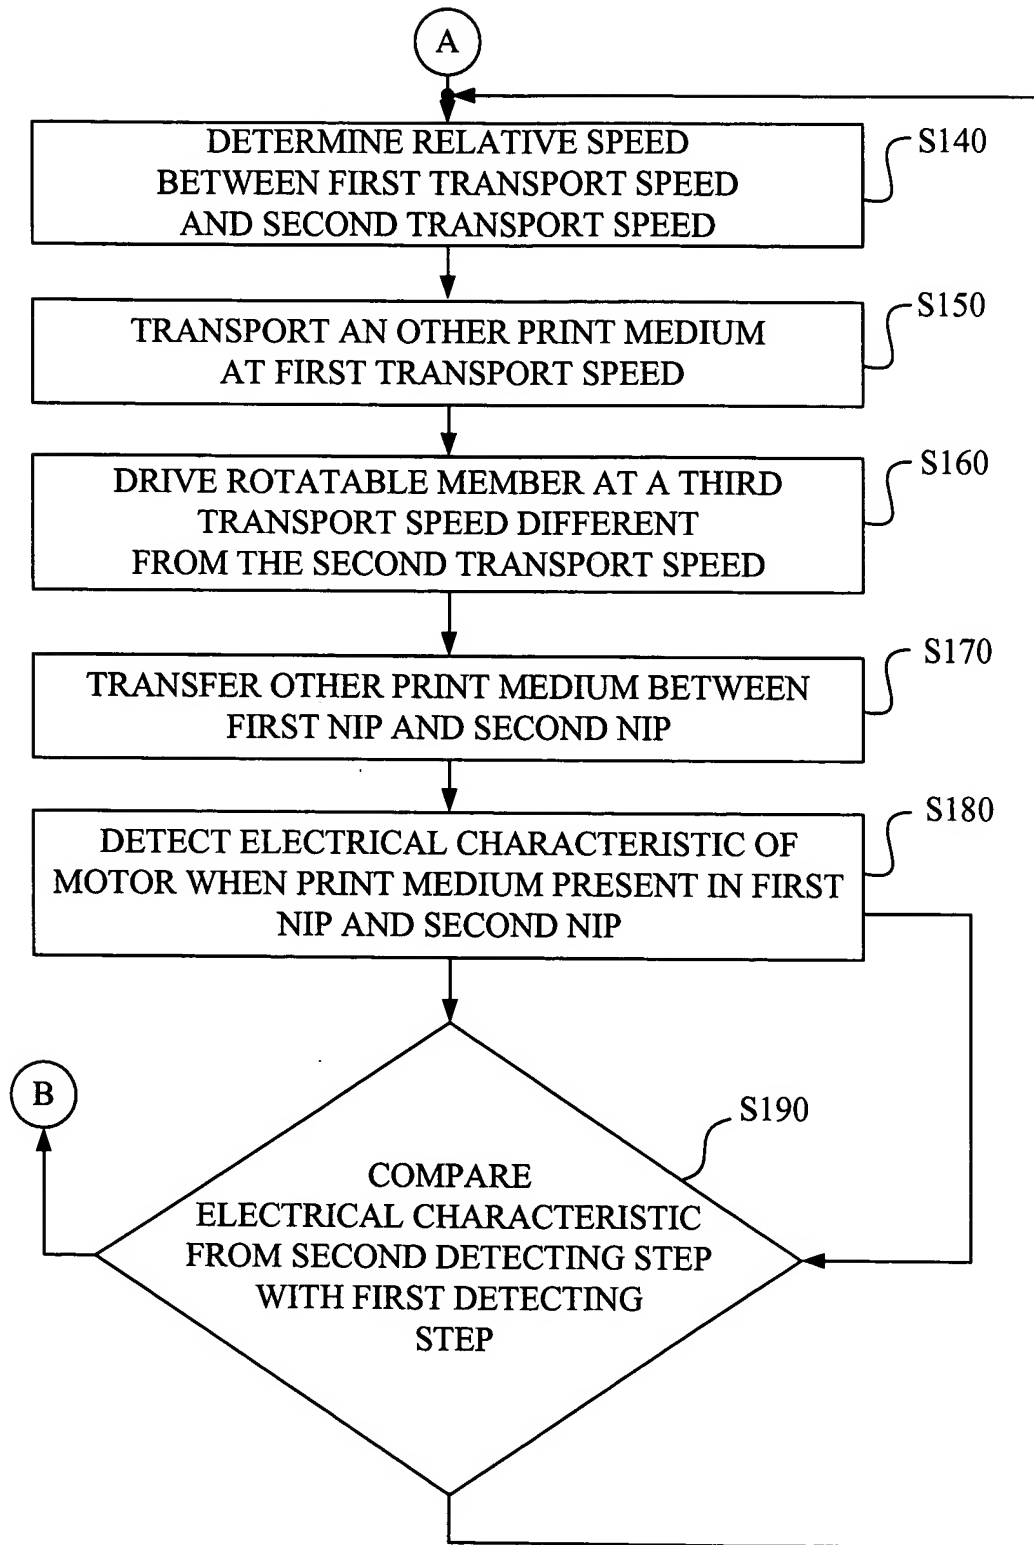 A
DETERMINE RELATIVE SPEED
BETWEEN FIRST TRANSPORT SPEED
AND SECOND TRANSPORT SPEED
S140
TRANSPORT AN OTHER PRINT MEDIUM
AT FIRST TRANSPORT SPEED
S150
DRIVE ROTATABLE MEMBER AT A THIRD
TRANSPORT SPEED DIFFERENT
FROM THE SECOND TRANSPORT SPEED
S160
TRANSFER OTHER PRINT MEDIUM BETWEEN
FIRST NIP AND SECOND NIP
S170
DETECT ELECTRICAL CHARACTERISTIC OF
MOTOR WHEN PRINT MEDIUM PRESENT IN FIRST
NIP AND SECOND NIP
S180
B
COMPARE
ELECTRICAL CHARACTERISTIC
FROM SECOND DETECTING STEP
WITH FIRST DETECTING
STEP
S190